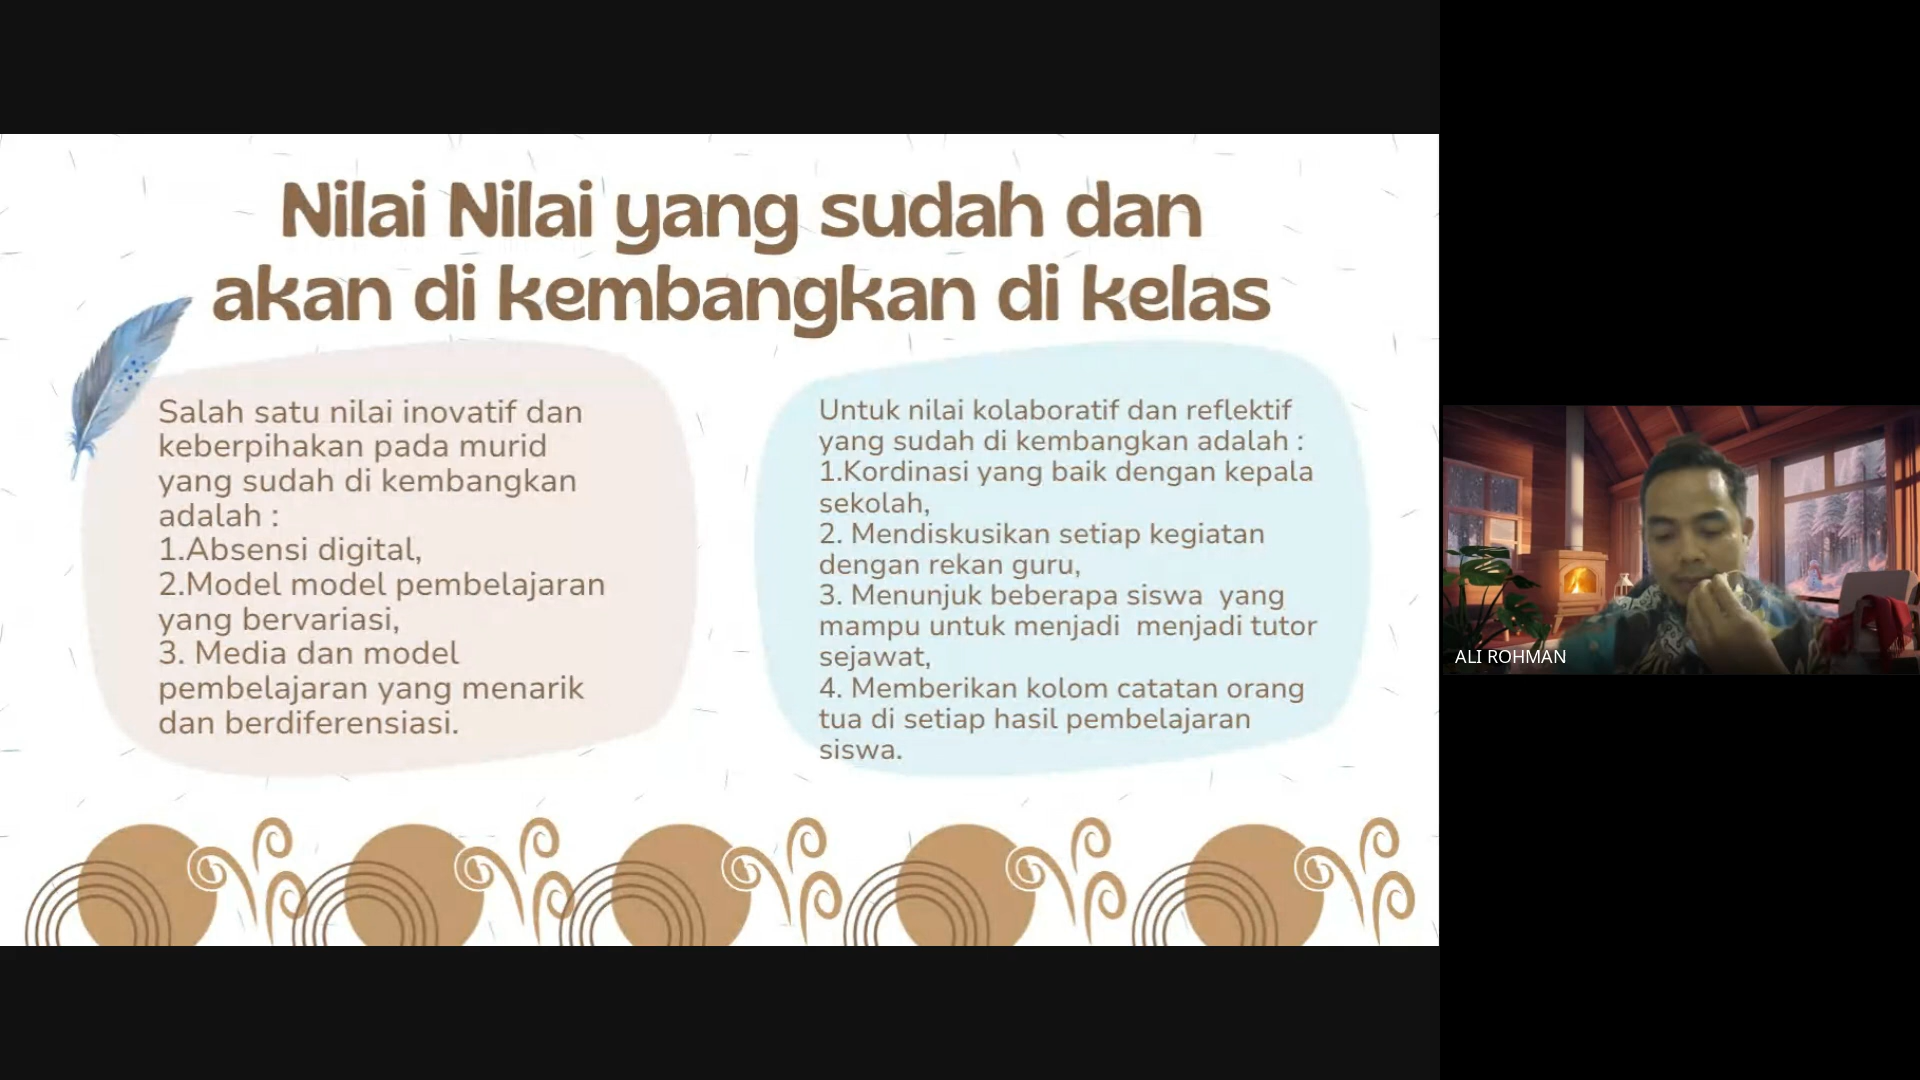 Nilai Nilai yang sudah dan
akan di kembangkan di kelas
Salah satu nilai inovatif dan
keberpihakan pada murid
yang sudah di kembangkan
adalah :
1.Absensi digital,
2.Model model pembelajaran
yang bervariasi,
3. Media dan model
pembelajaran yang menarik
dan berdiferensiasi.
Untuk nilai kolaboratif dan reflektif
yang sudah di kembangkan adalah :
1.Kordinasi yang baik dengan kepala
sekolah,
2. Mendiskusikan setiap kegiatan
dengan rekan guru,
3. Menunjuk beberapa siswa  yang
mampu untuk menjadi  menjadi tutor
sejawat,
4. Memberikan kolom catatan orang
tua di setiap hasil pembelajaran
siswa.
ALI ROHMAN